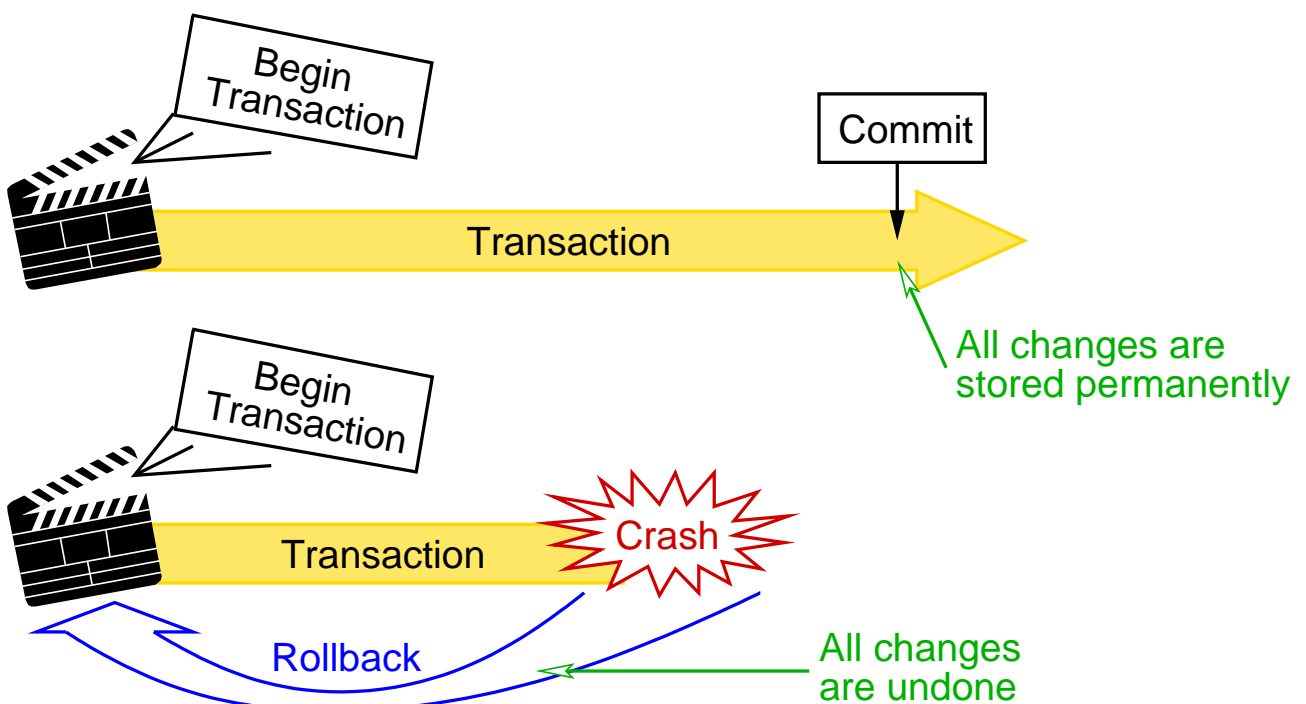 Begin
Transaction
Commit
Transaction
All changes are
stored permanently
Begin
Transaction
Crash
Transaction
Rollback
All changes
are undone